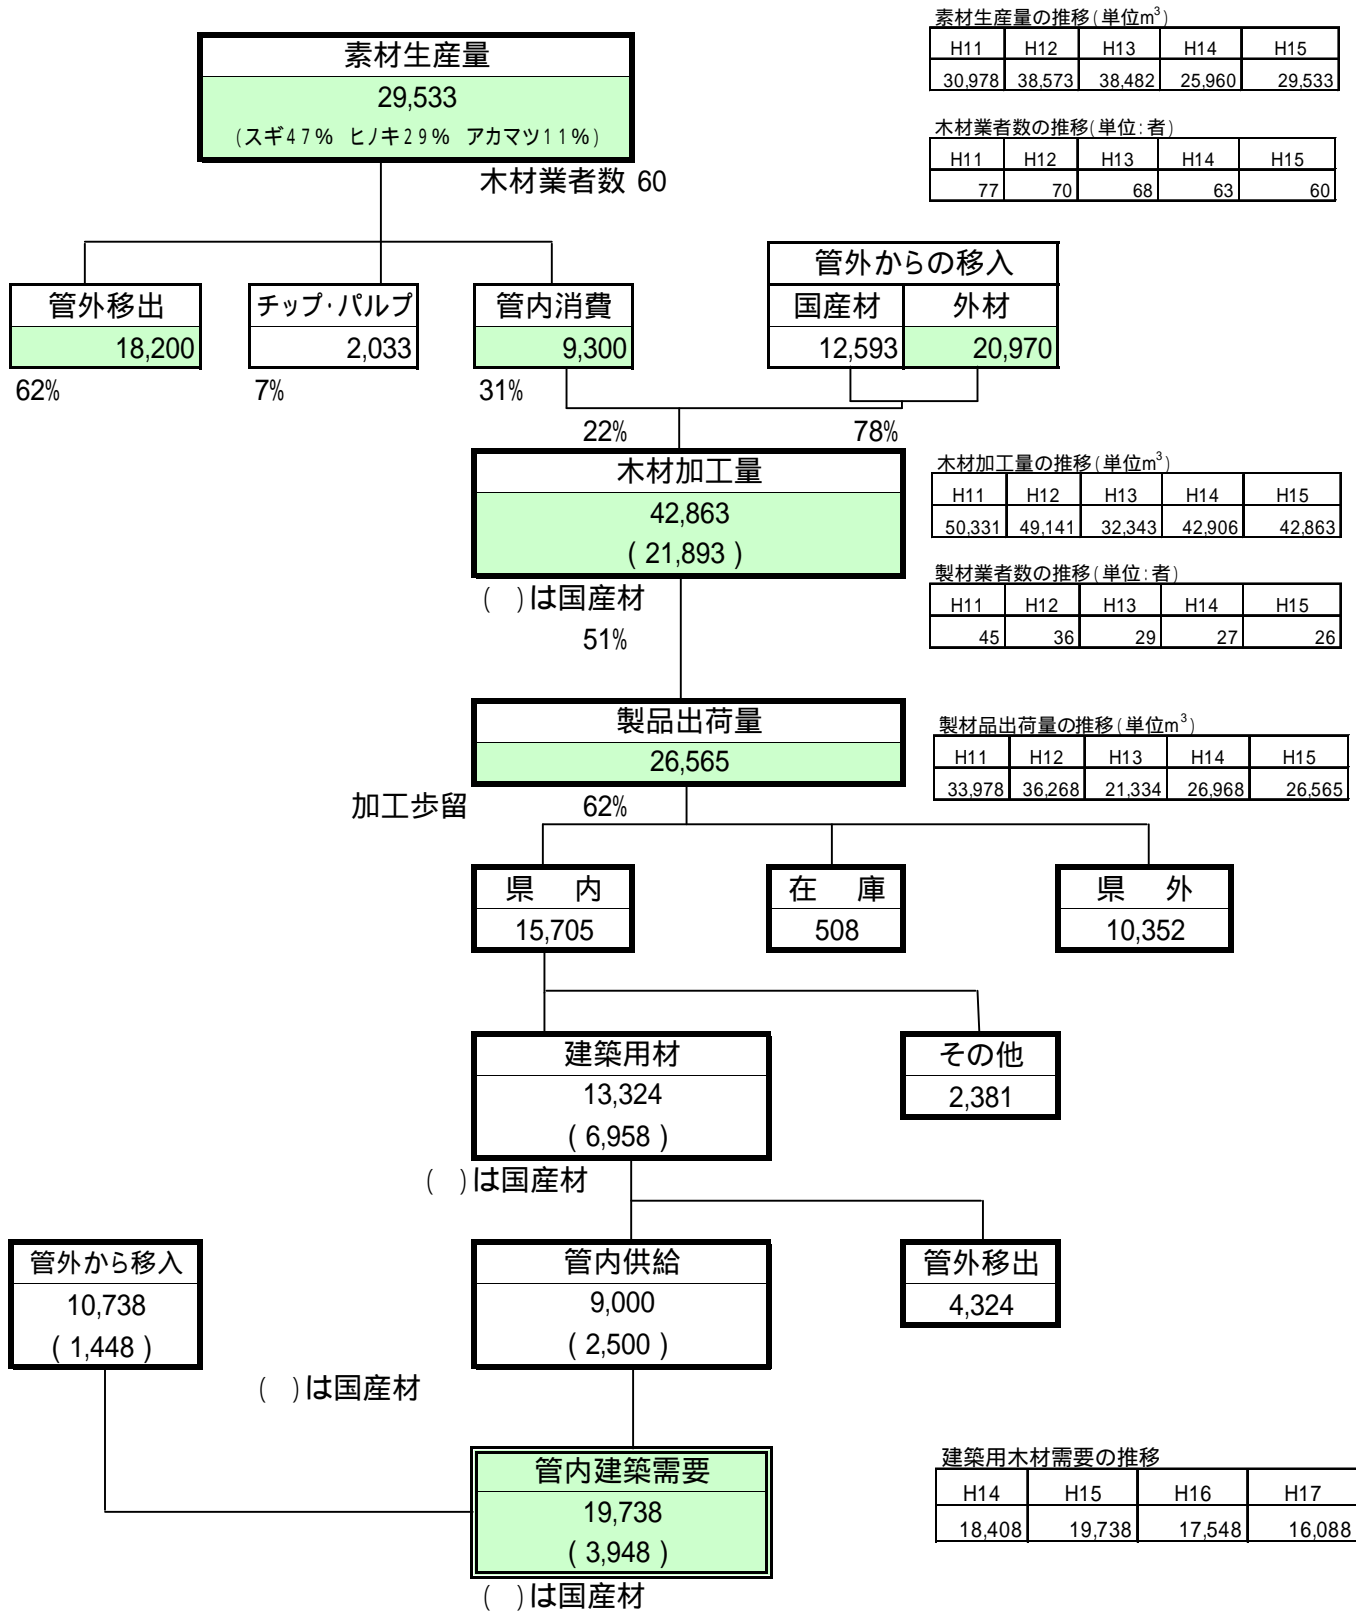 素材生産量の推移(単位m³)
H11 H12 H13 H14 H15
30,978 38,573 38,482 25,960 29,533
素材生産量
29,533
(スギ47% ヒノキ29% アカマツ11%)
木材業者数 60
木材業者数の推移(単位:者)
H11 H12 H13 H14 H15
77 70 68 63 60
管外からの移入
管外移出 チップ・パルプ 管内消費 国産材 外材
18,200 2,033 9,300 12,593 20,970
62% 7% 31%
22% 78%
木材加工量
42,863
(21,893)
( )は国産材
51%
木材加工量の推移(単位m³)
H11 H12 H13 H14 H15
50,331 49,141 32,343 42,906 42,863
製材業者数の推移(単位:者)
H11 H12 H13 H14 H15
45 36 29 27 26
製品出荷量
26,565
加工歩留 62%
製材品出荷量の推移(単位m³)
H11 H12 H13 H14 H15
33,978 36,268 21,334 26,968 26,565
県 内 在 庫 県 外
15,705 508 10,352
建築用材 その他
13,324 2,381
(6,958)
( )は国産材
管外から移入 管内供給 管外移出
10,738 9,000 4,324
(1,448) (2,500)
( )は国産材
管内建築需要
19,738
(3,948)
( )は国産材
建築用木材需要の推移
H14 H15 H16 H17
18,408 19,738 17,548 16,088